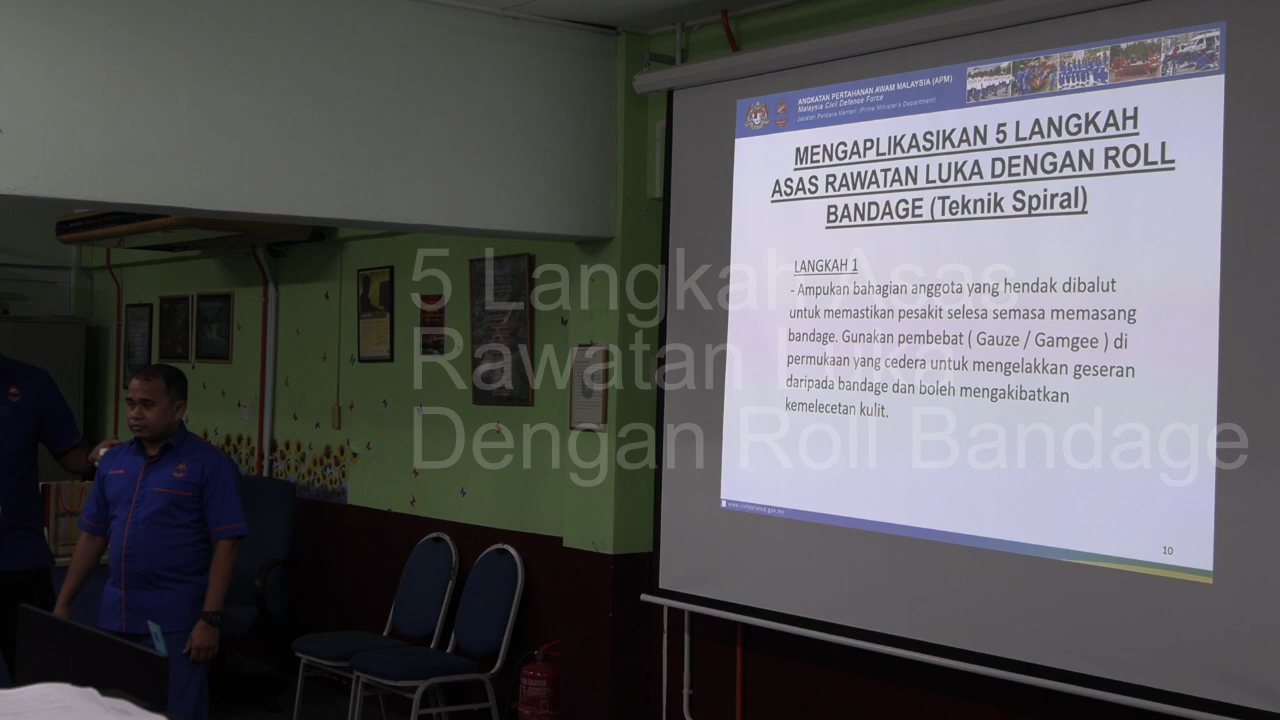 ANGKATAN PERTAHANAN AWAM MALAYSIA (APM)
Malaysia Civil Defence Force
Jabatan Perdana Menteri (Prime Minister's Department)
MENGAPLIKASIKAN 5 LANGKAH
ASAS RAWATAN LUKA DENGAN ROLL
BANDAGE (Teknik Spiral)
LANGKAH 1
- Ampukan bahagian anggota yang hendak dibalut
untuk memastikan pesakit selesa semasa memasang
bandage. Gunakan pembebat ( Gauze / Gamgee ) di
permukaan yang cedera untuk mengelakkan geseran
daripada bandage dan boleh mengakibatkan
kemelecetan kulit.
www.civildefence.gov.my
10
5 Langkah Asas
Rawatan Luka
Dengan Roll Bandage